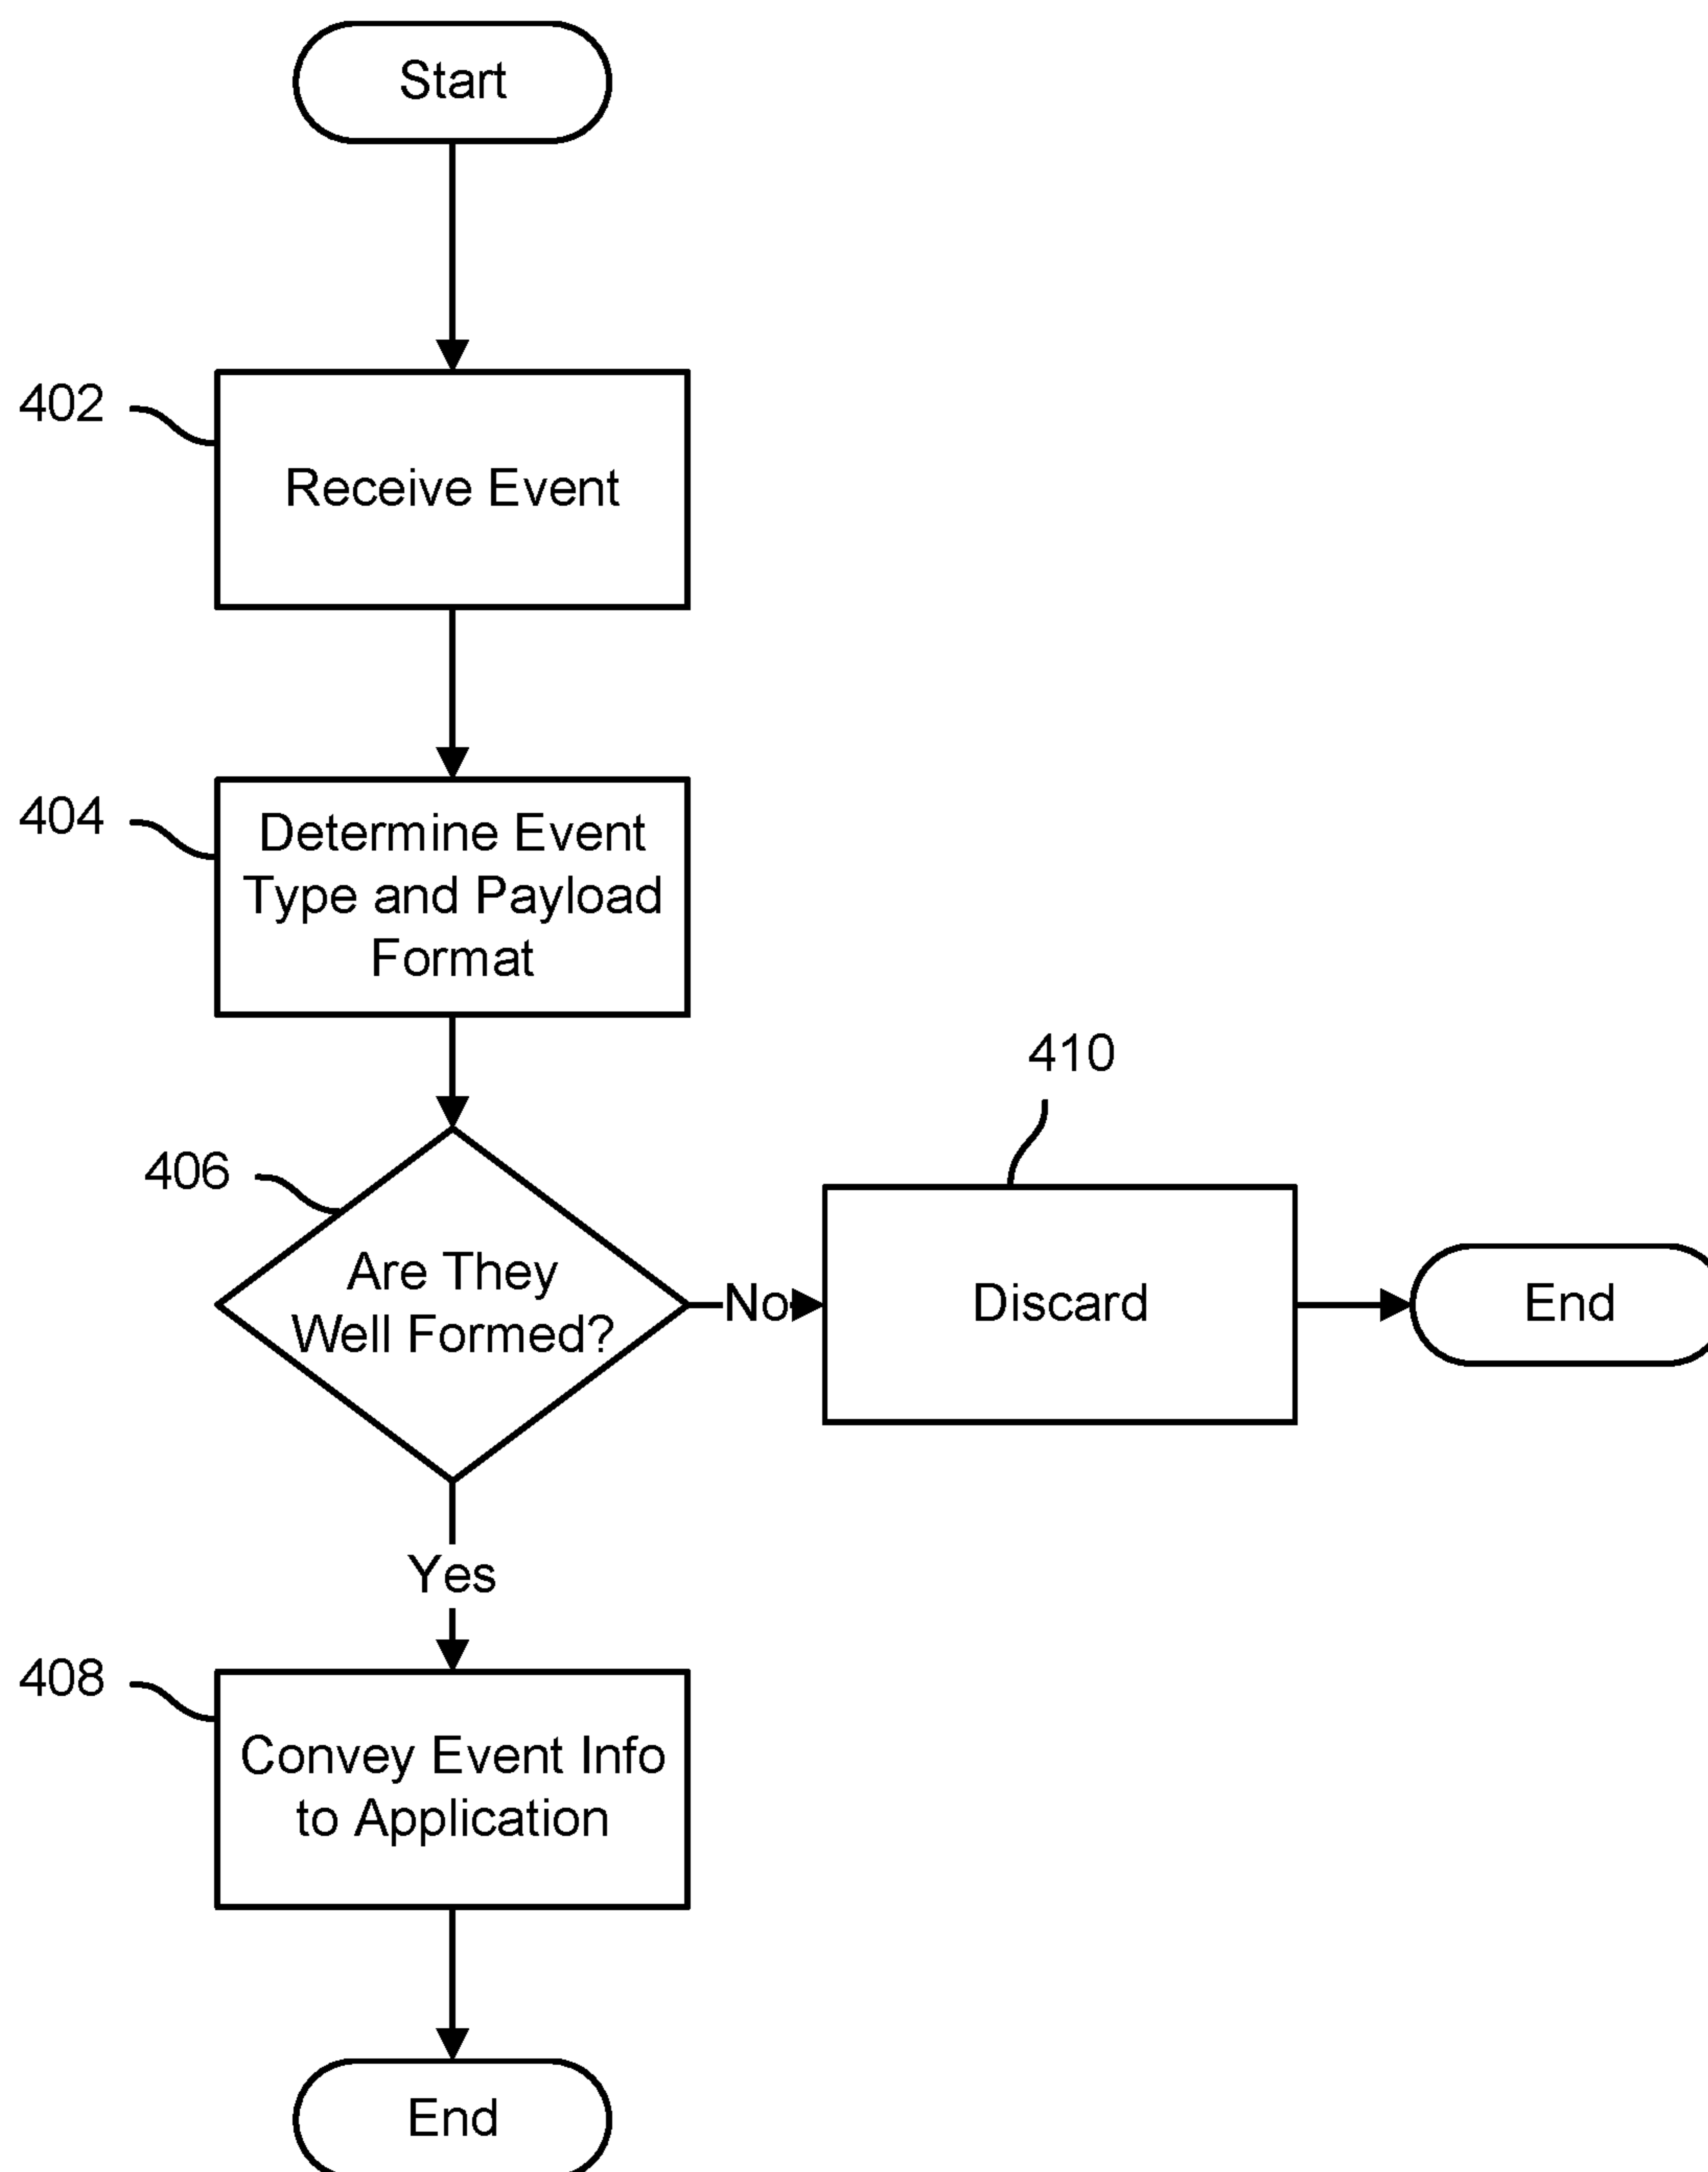 Start
402
Receive Event
404
Determine Event
Type and Payload
Format
410
406
Are They
Well Formed?
No
Discard
End
Yes
408
Convey Event Info
to Application
End